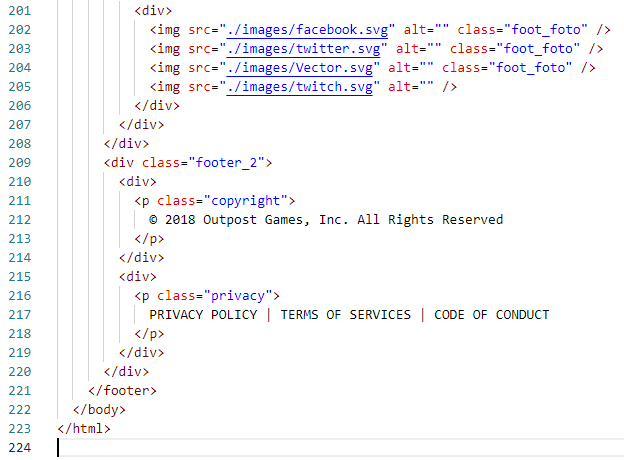 201 <div>
202 <img src="./images/facebook.svg" alt="" class="foot_foto" />
203 <img src="./images/twitter.svg" alt="" class="foot_foto" />
204 <img src="./images/Vector.svg" alt="" class="foot_foto" />
205 <img src="./images/twitch.svg" alt="" />
206 </div>
207 </div>
208 </div>
209 <div class="footer_2">
210 <div>
211 <p class="copyright">
212 © 2018 Outpost Games, Inc. All Rights Reserved
213 </p>
214 </div>
215 <div>
216 <p class="privacy">
217 PRIVACY POLICY | TERMS OF SERVICES | CODE OF CONDUCT
218 </p>
219 </div>
220 </div>
221 </footer>
222 </body>
223 </html>
224